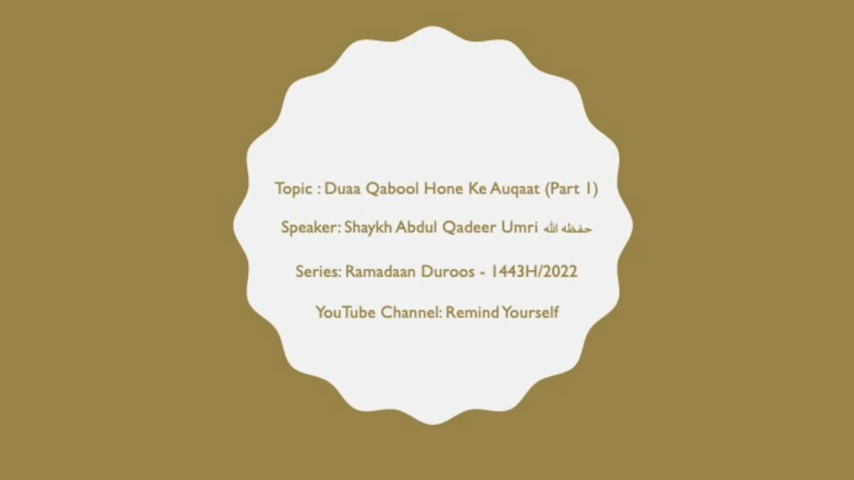 Topic : Duaa Qabool Hone Ke Auqaat (Part 1)
Speaker: Shaykh Abdul Qadeer Umri حفظه الله
Series: Ramadaan Duroos - 1443H/2022
YouTube Channel: Remind Yourself